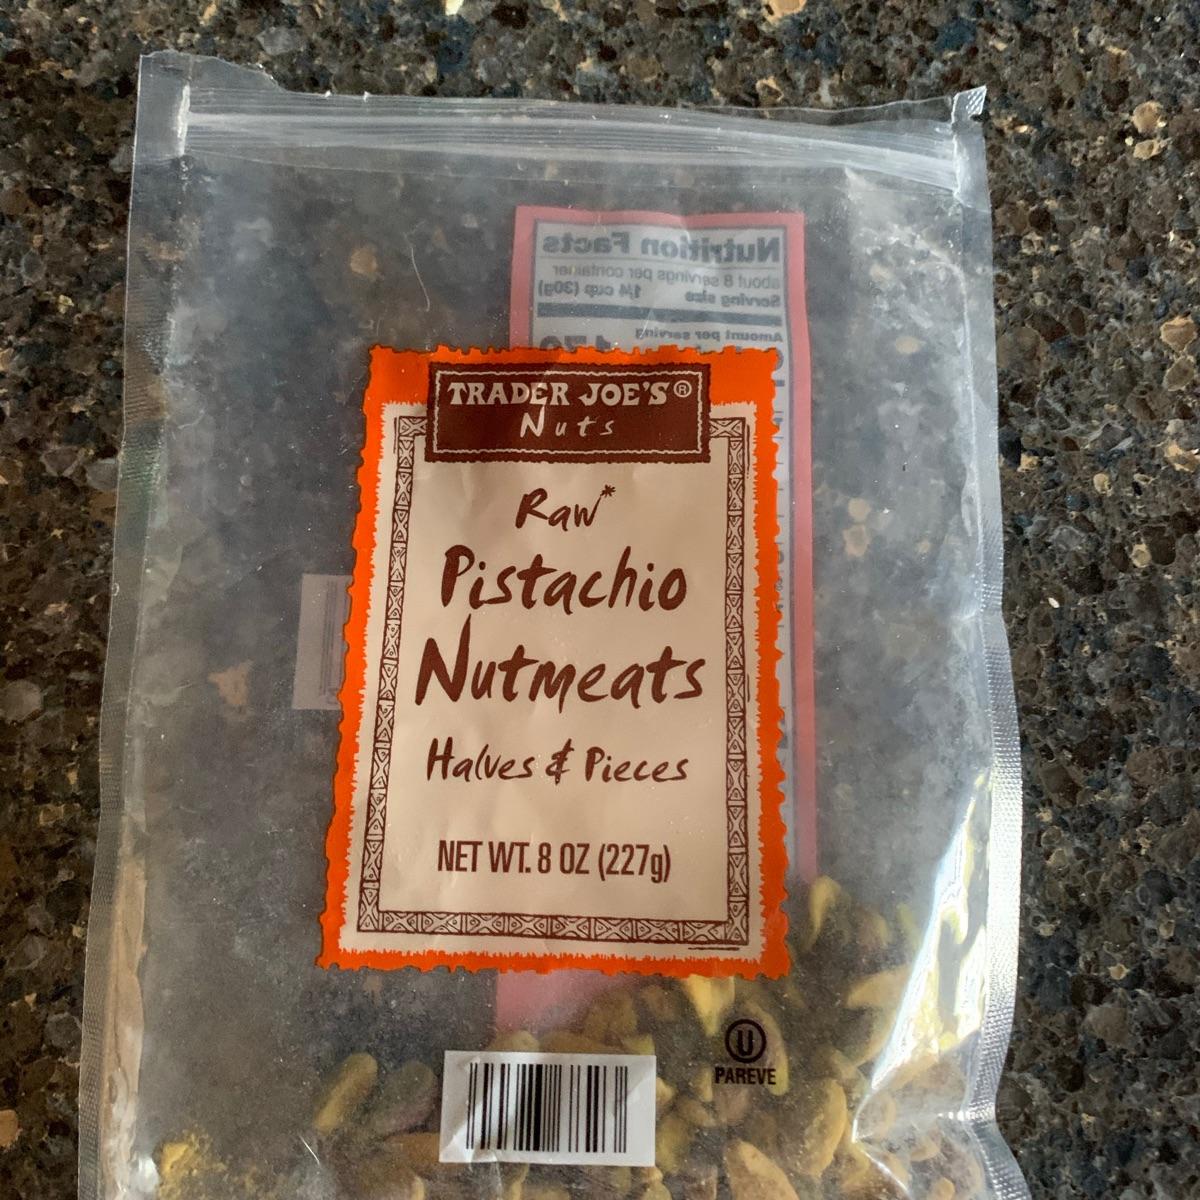 Nutrition Facts
about 8 servings per container
Serving size 1/4 cup (30g)
Amount per serving
170
TRADER JOE'S®
Nuts
Raw*
Pistachio
Nutmeats
Halves & Pieces
NET WT. 8 OZ (227g)
U
PAREVE